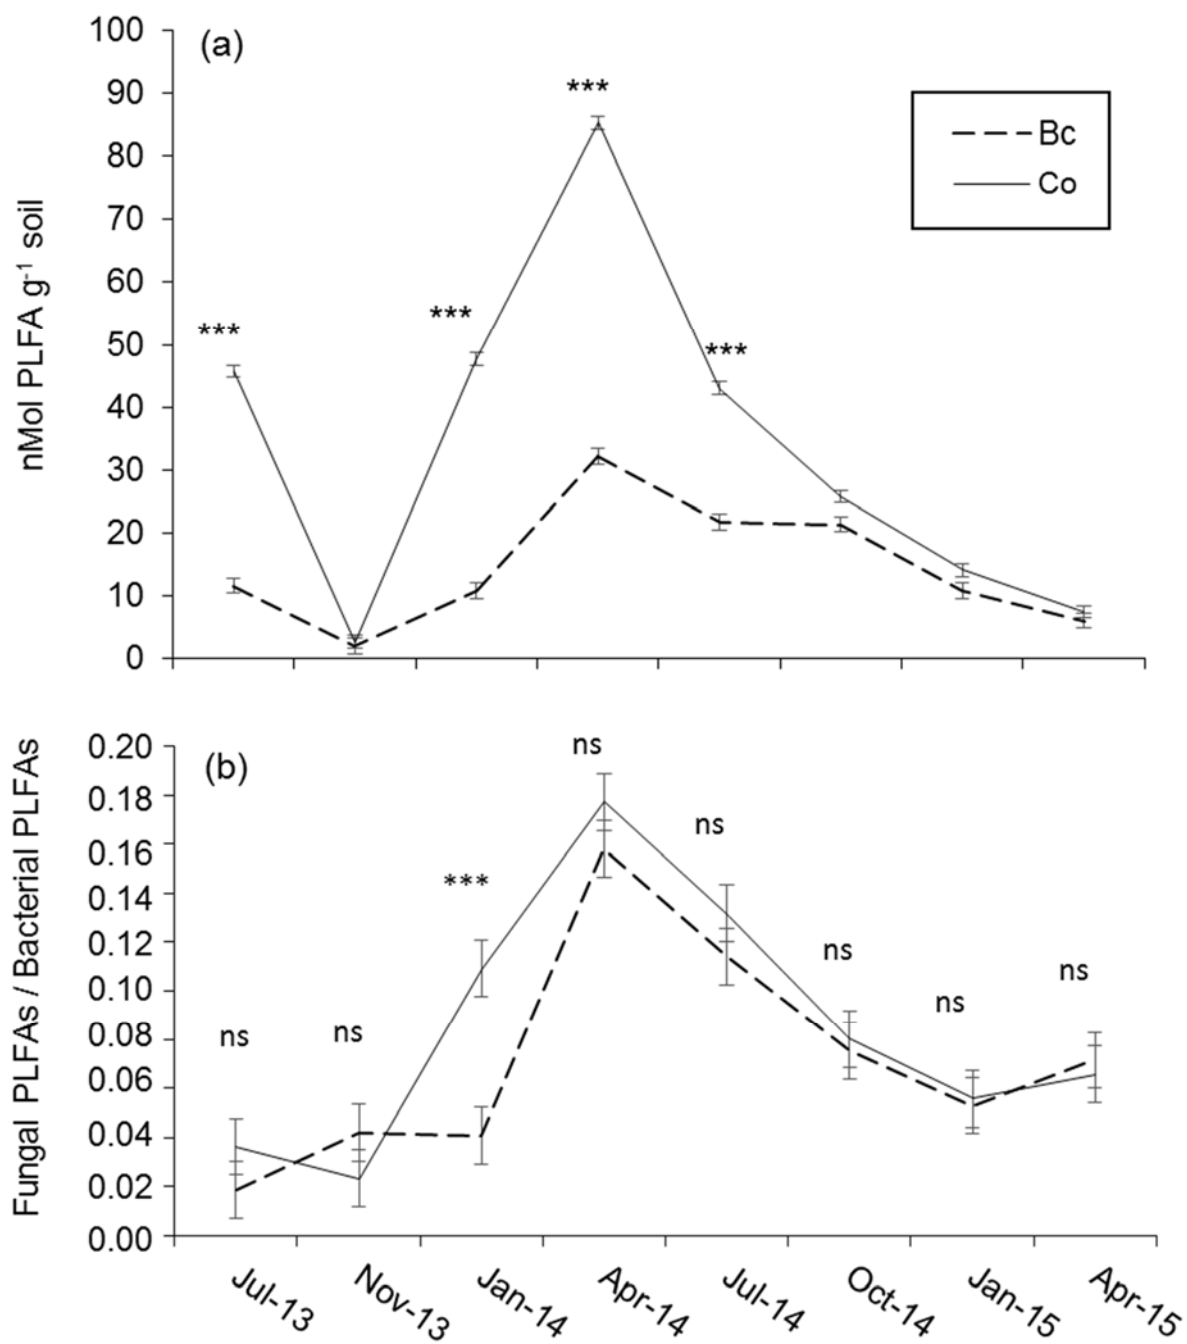 (a)
100
90
80
70
60
50
40
30
20
10
0
nMol PLFA g⁻¹ soil
***
***
***
***
Bc
Co
(b)
0.20
0.18
0.16
0.14
0.12
0.10
0.08
0.06
0.04
0.02
0.00
Fungal PLFAs / Bacterial PLFAs
ns
ns
***
ns
ns
ns
ns
ns
Jul-13
Nov-13
Jan-14
Apr-14
Jul-14
Oct-14
Jan-15
Apr-15